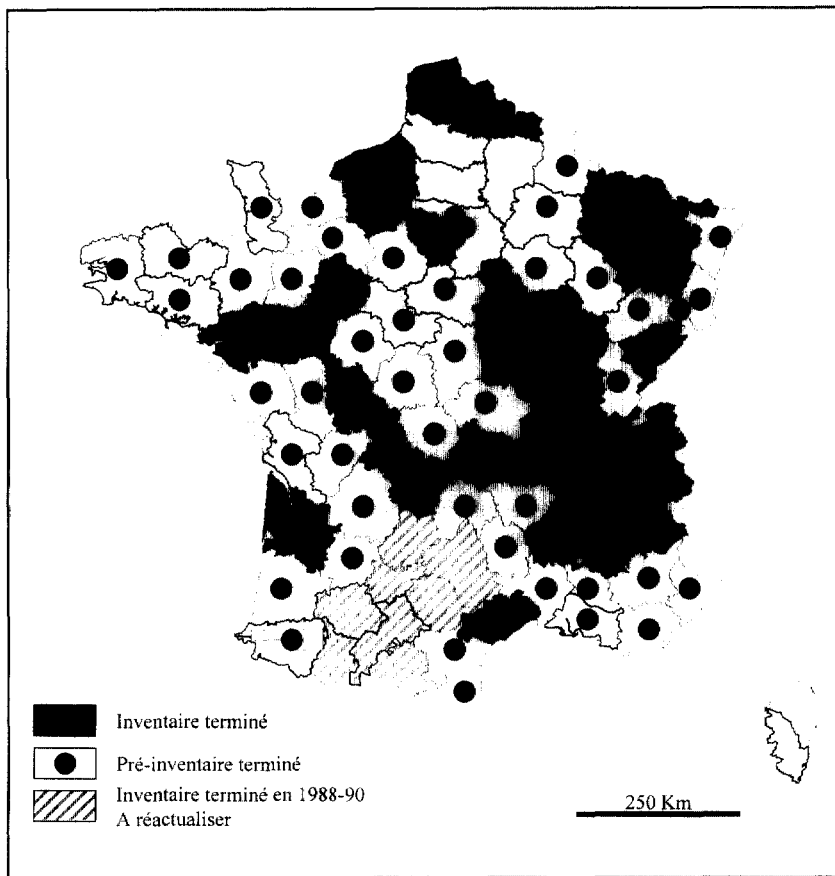 Inventaire terminé
Pré-inventaire terminé
Inventaire terminé en 1988-90
A réactualiser
250 Km